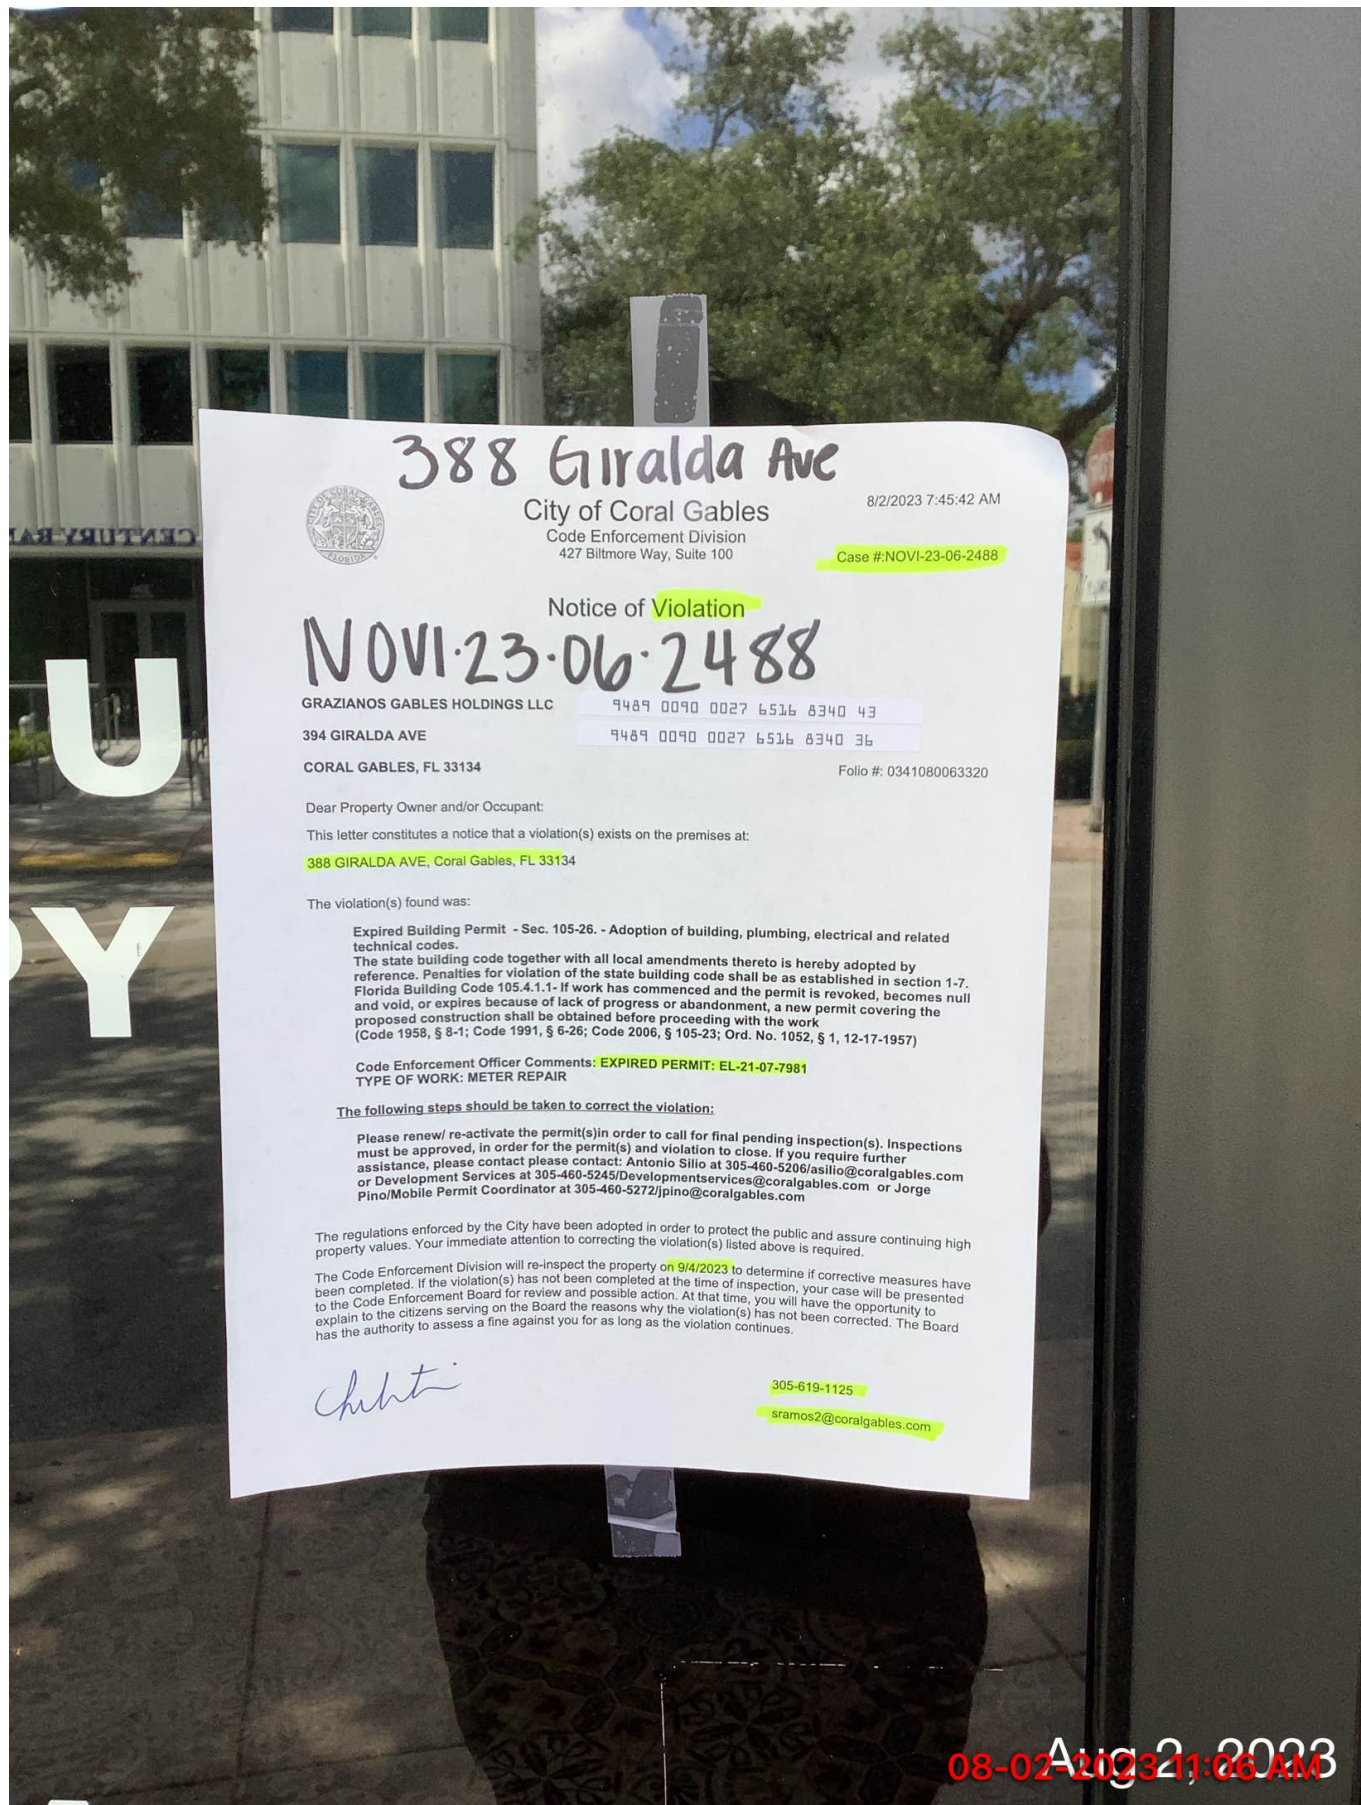 388 Giralda Ave
8/2/2023 7:45:42 AM
City of Coral Gables
Code Enforcement Division
427 Biltmore Way, Suite 100
Case #:NOVI-23-06-2488
Notice of Violation
NOVI·23·06·2488
GRAZIANOS GABLES HOLDINGS LLC
9489 0090 0027 6516 8340 43
394 GIRALDA AVE
9489 0090 0027 6516 8340 36
CORAL GABLES, FL 33134
Folio #: 0341080063320
Dear Property Owner and/or Occupant:
This letter constitutes a notice that a violation(s) exists on the premises at:
388 GIRALDA AVE, Coral Gables, FL 33134
The violation(s) found was:
Expired Building Permit - Sec. 105-26. - Adoption of building, plumbing, electrical and related
technical codes.
The state building code together with all local amendments thereto is hereby adopted by
reference. Penalties for violation of the state building code shall be as established in section 1-7.
Florida Building Code 105.4.1.1- If work has commenced and the permit is revoked, becomes null
and void, or expires because of lack of progress or abandonment, a new permit covering the
proposed construction shall be obtained before proceeding with the work
(Code 1958, § 8-1; Code 1991, § 6-26; Code 2006, § 105-23; Ord. No. 1052, § 1, 12-17-1957)
Code Enforcement Officer Comments: EXPIRED PERMIT: EL-21-07-7981
TYPE OF WORK: METER REPAIR
The following steps should be taken to correct the violation:
Please renew/ re-activate the permit(s)in order to call for final pending inspection(s). Inspections
must be approved, in order for the permit(s) and violation to close. If you require further
assistance, please contact please contact: Antonio Silio at 305-460-5206/asilio@coralgables.com
or Development Services at 305-460-5245/Developmentservices@coralgables.com or Jorge
Pino/Mobile Permit Coordinator at 305-460-5272/jpino@coralgables.com
The regulations enforced by the City have been adopted in order to protect the public and assure continuing high
property values. Your immediate attention to correcting the violation(s) listed above is required.
The Code Enforcement Division will re-inspect the property on 9/4/2023 to determine if corrective measures have
been completed. If the violation(s) has not been completed at the time of inspection, your case will be presented
to the Code Enforcement Board for review and possible action. At that time, you will have the opportunity to
explain to the citizens serving on the Board the reasons why the violation(s) has not been corrected. The Board
has the authority to assess a fine against you for as long as the violation continues.
305-619-1125
sramos2@coralgables.com
CENTURY BA
U
Y
Aug 2, 2023
08-02-2023 11:06 AM